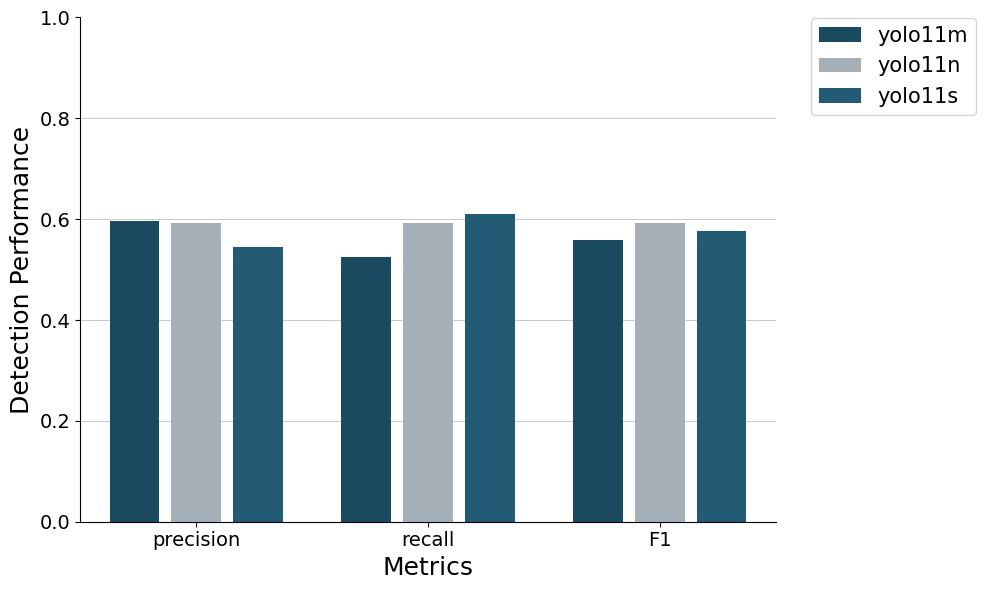 1.0
0.8
0.6
0.4
0.2
0.0
Detection Performance
precision
recall
F1
Metrics
yolo11m
yolo11n
yolo11s